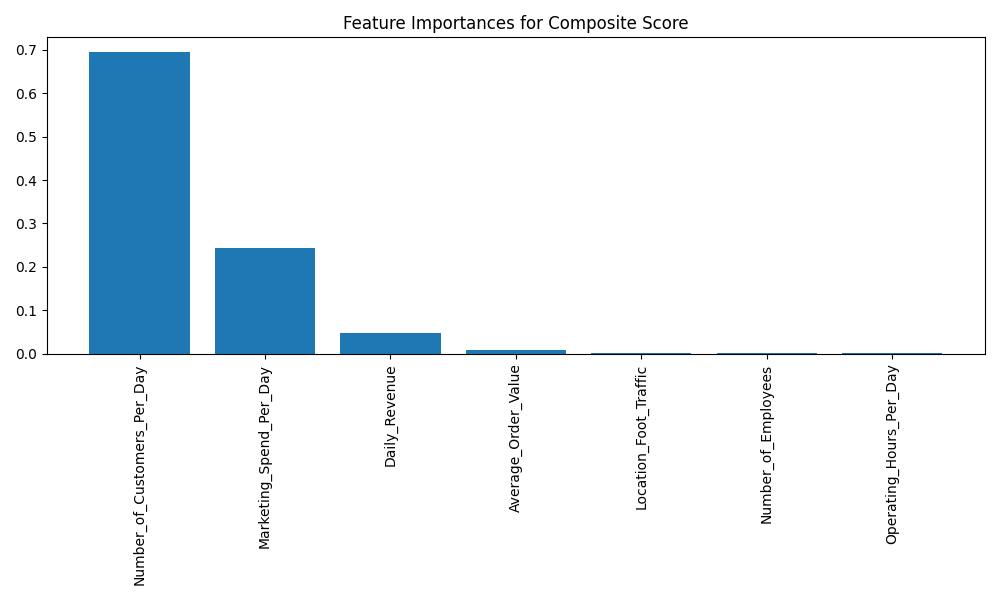 Feature Importances for Composite Score
0.7
0.6
0.5
0.4
0.3
0.2
0.1
0.0
Number_of_Customers_Per_Day
Marketing_Spend_Per_Day
Daily_Revenue
Average_Order_Value
Location_Foot_Traffic
Number_of_Employees
Operating_Hours_Per_Day